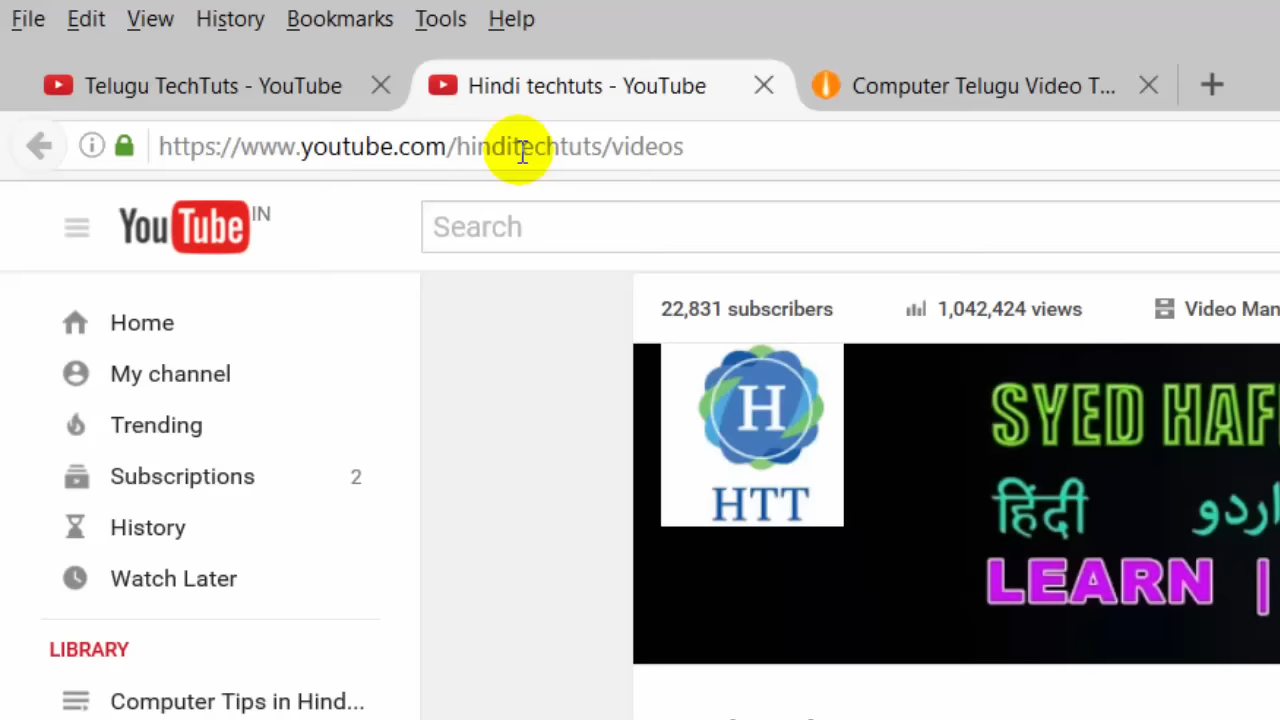 File Edit View History Bookmarks Tools Help
Telugu TechTuts - YouTube Hindi techtuts - YouTube Computer Telugu Video T...
https://www.youtube.com/hinditechtuts/videos
YouTube IN Search
22,831 subscribers 1,042,424 views Video Man
Home
My channel
Trending
Subscriptions 2
History
Watch Later
LIBRARY
Computer Tips in Hind...
H
HTT
SYED HAF
हिंदी اردو
LEARN |